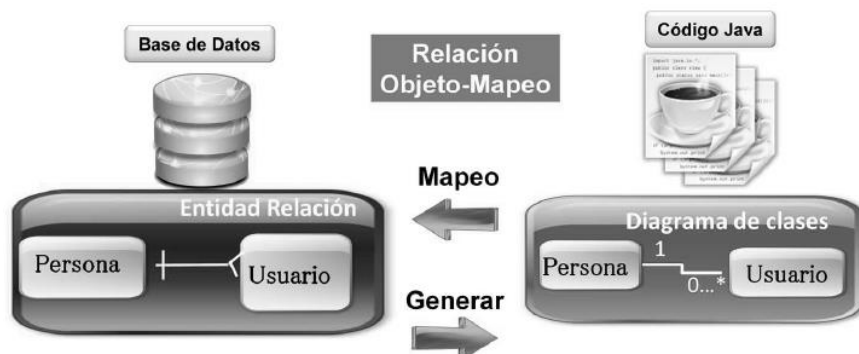 Base de Datos
Relación
Objeto-Mapeo
Código Java
Mapeo
Entidad Relación
Persona
Usuario
Generar
Diagrama de clases
Persona
1
0...*
Usuario